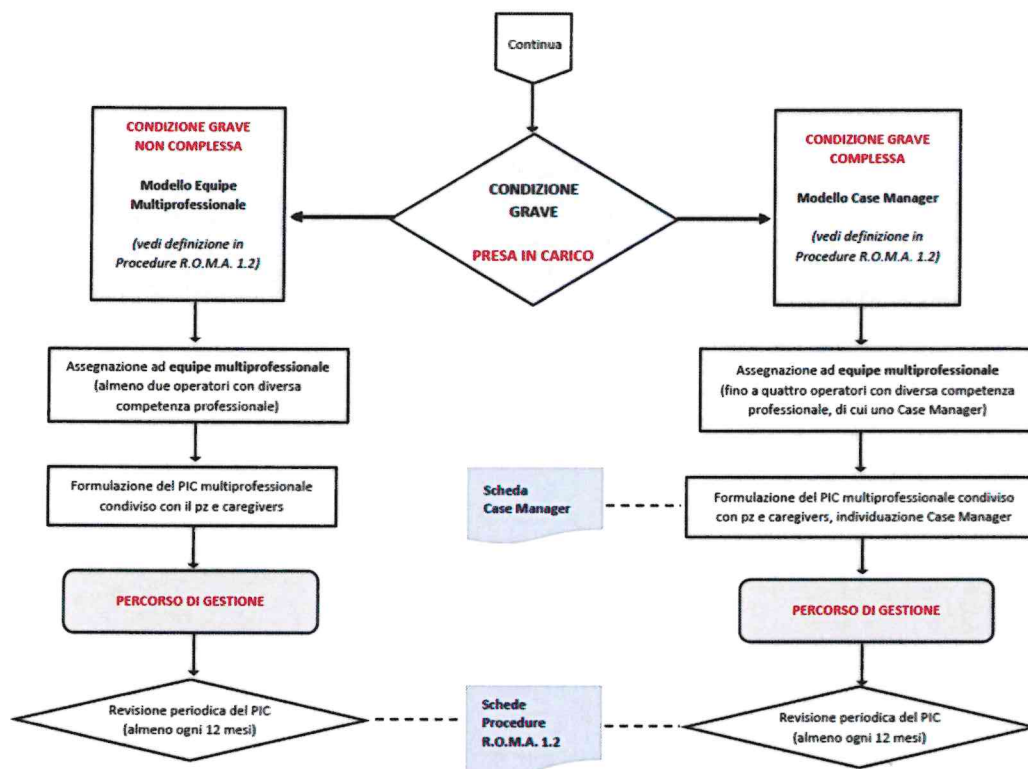 Continua
CONDIZIONE GRAVE
NON COMPLESSA
Modello Equipe
Multiprofessionale
(vedi definizione in
Procedure R.O.M.A. 1.2)
CONDIZIONE
GRAVE
PRESA IN CARICO
CONDIZIONE GRAVE
COMPLESSA
Modello Case Manager
(vedi definizione in
Procedure R.O.M.A. 1.2)
Assegnazione ad equipe multiprofessionale
(almeno due operatori con diversa
competenza professionale)
Assegnazione ad equipe multiprofessionale
(fino a quattro operatori con diversa competenza
professionale, di cui uno Case Manager)
Formulazione del PIC multiprofessionale
condiviso con il pz e caregivers
Scheda
Case Manager
Formulazione del PIC multiprofessionale condiviso
con pz e caregivers, individuazione Case Manager
PERCORSO DI GESTIONE
PERCORSO DI GESTIONE
Revisione periodica del PIC
(almeno ogni 12 mesi)
Schede
Procedure
R.O.M.A. 1.2
Revisione periodica del PIC
(almeno ogni 12 mesi)